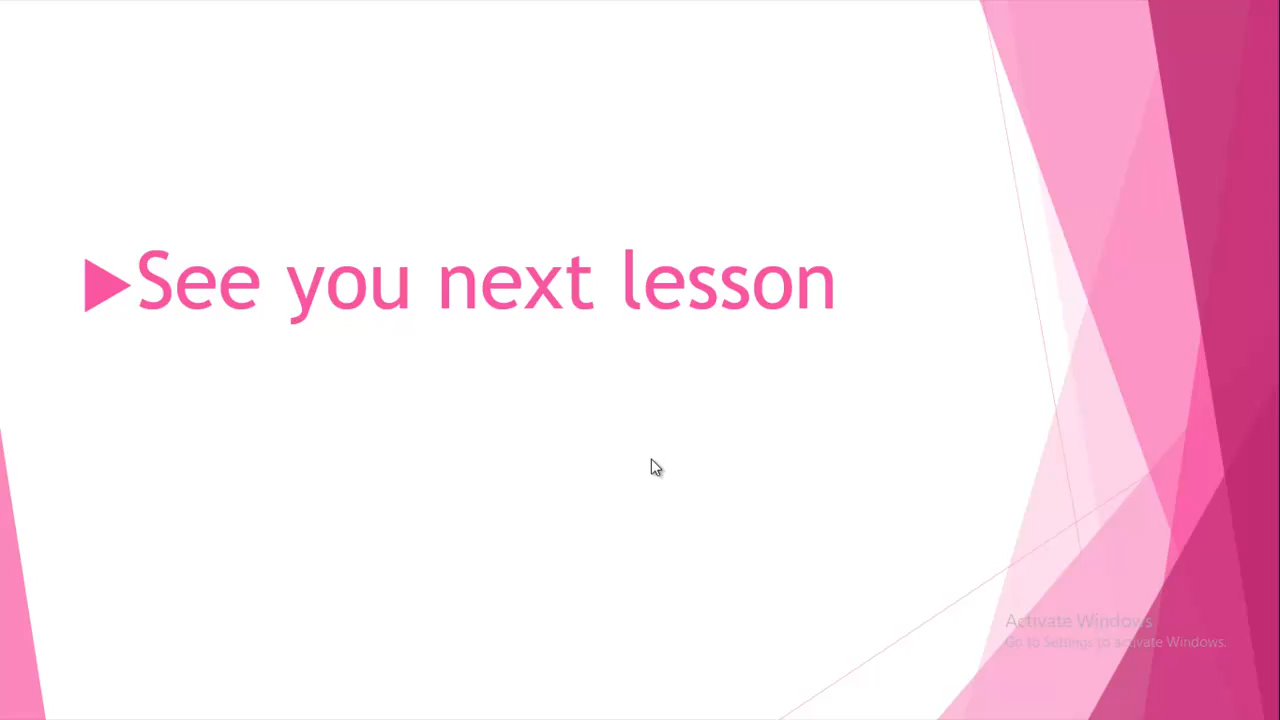 See you next lesson
Activate Windows
Go to Settings to activate Windows.